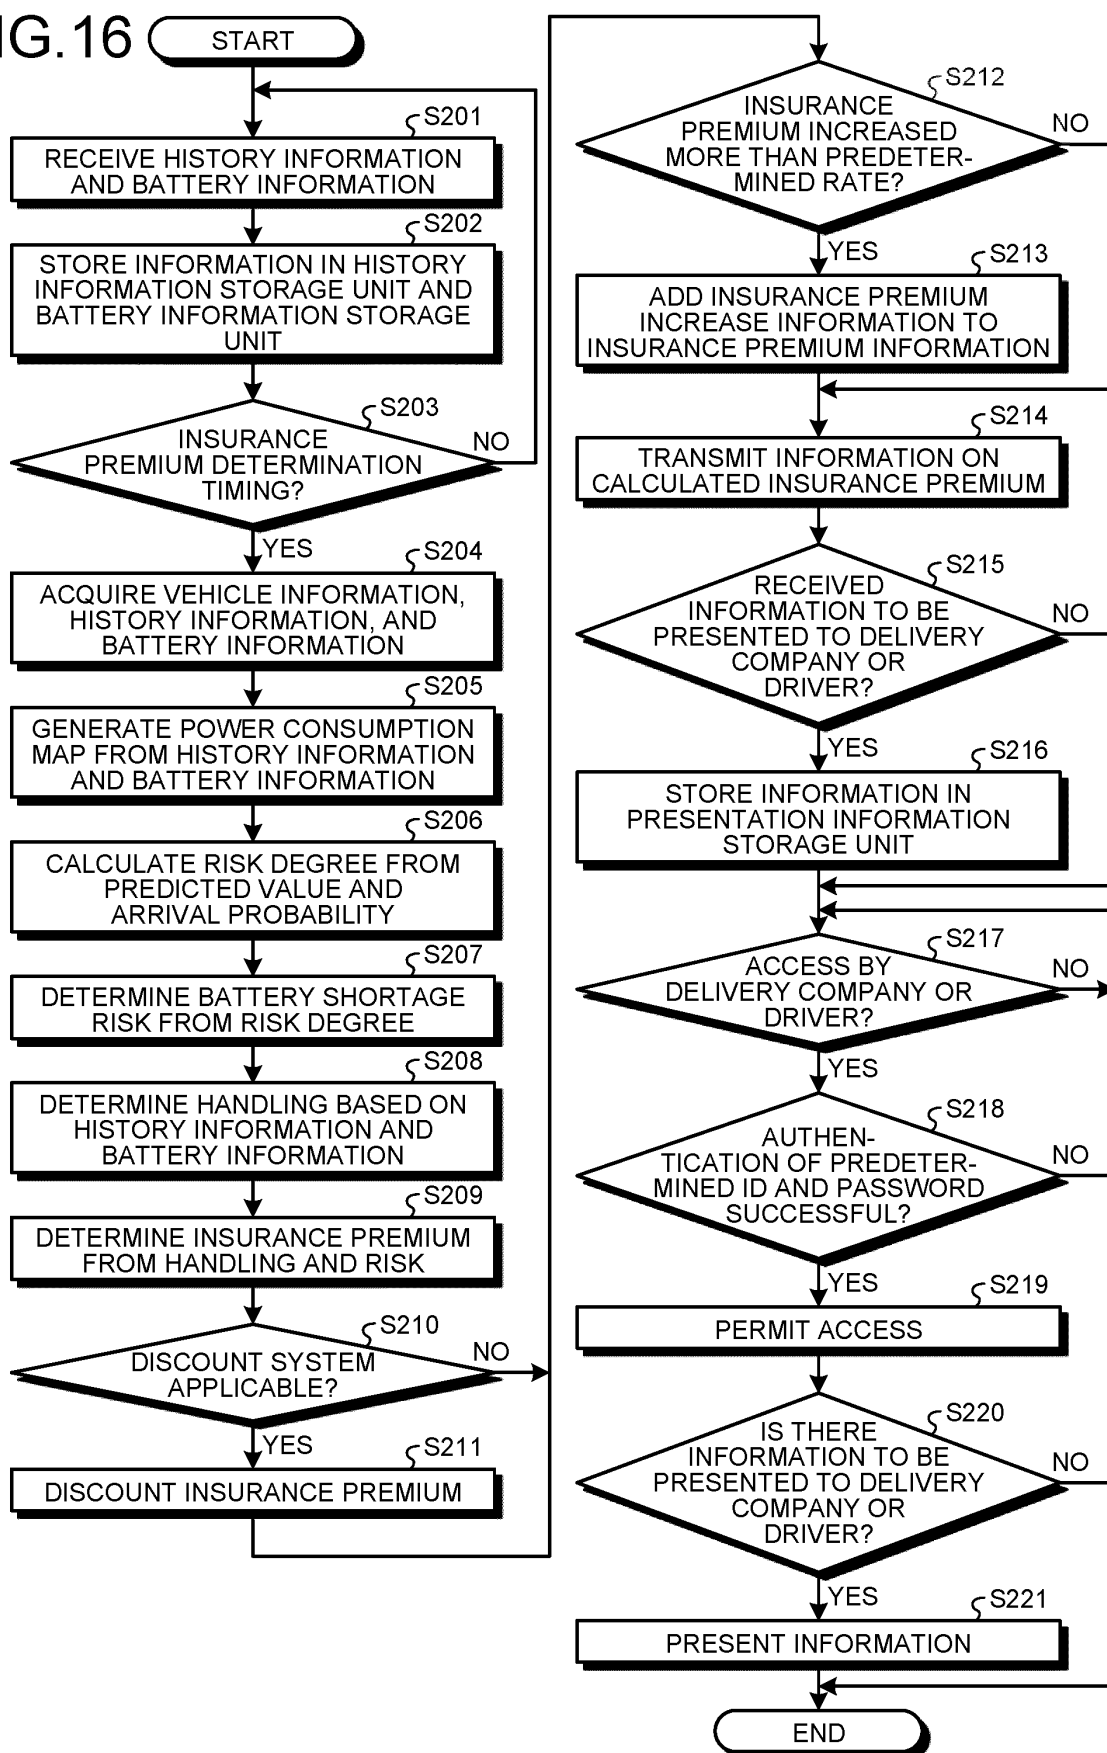 IG.16
START
S201
RECEIVE HISTORY INFORMATION
AND BATTERY INFORMATION
S202
STORE INFORMATION IN HISTORY
INFORMATION STORAGE UNIT AND
BATTERY INFORMATION STORAGE
UNIT
S203
INSURANCE
PREMIUM DETERMINATION
TIMING?
NO
YES
S204
ACQUIRE VEHICLE INFORMATION,
HISTORY INFORMATION, AND
BATTERY INFORMATION
S205
GENERATE POWER CONSUMPTION
MAP FROM HISTORY INFORMATION
AND BATTERY INFORMATION
S206
CALCULATE RISK DEGREE FROM
PREDICTED VALUE AND
ARRIVAL PROBABILITY
S207
DETERMINE BATTERY SHORTAGE
RISK FROM RISK DEGREE
S208
DETERMINE HANDLING BASED ON
HISTORY INFORMATION AND
BATTERY INFORMATION
S209
DETERMINE INSURANCE PREMIUM
FROM HANDLING AND RISK
S210
DISCOUNT SYSTEM
APPLICABLE?
NO
YES
S211
DISCOUNT INSURANCE PREMIUM
S212
INSURANCE
PREMIUM INCREASED
MORE THAN PREDETER-
MINED RATE?
NO
YES
S213
ADD INSURANCE PREMIUM
INCREASE INFORMATION TO
INSURANCE PREMIUM INFORMATION
S214
TRANSMIT INFORMATION ON
CALCULATED INSURANCE PREMIUM
S215
RECEIVED
INFORMATION TO BE
PRESENTED TO DELIVERY
COMPANY OR
DRIVER?
NO
YES
S216
STORE INFORMATION IN
PRESENTATION INFORMATION
STORAGE UNIT
S217
ACCESS BY
DELIVERY COMPANY OR
DRIVER?
NO
YES
S218
AUTHEN-
TICATION OF PREDETER-
MINED ID AND PASSWORD
SUCCESSFUL?
NO
YES
S219
PERMIT ACCESS
S220
IS THERE
INFORMATION TO BE
PRESENTED TO DELIVERY
COMPANY OR
DRIVER?
NO
YES
S221
PRESENT INFORMATION
END